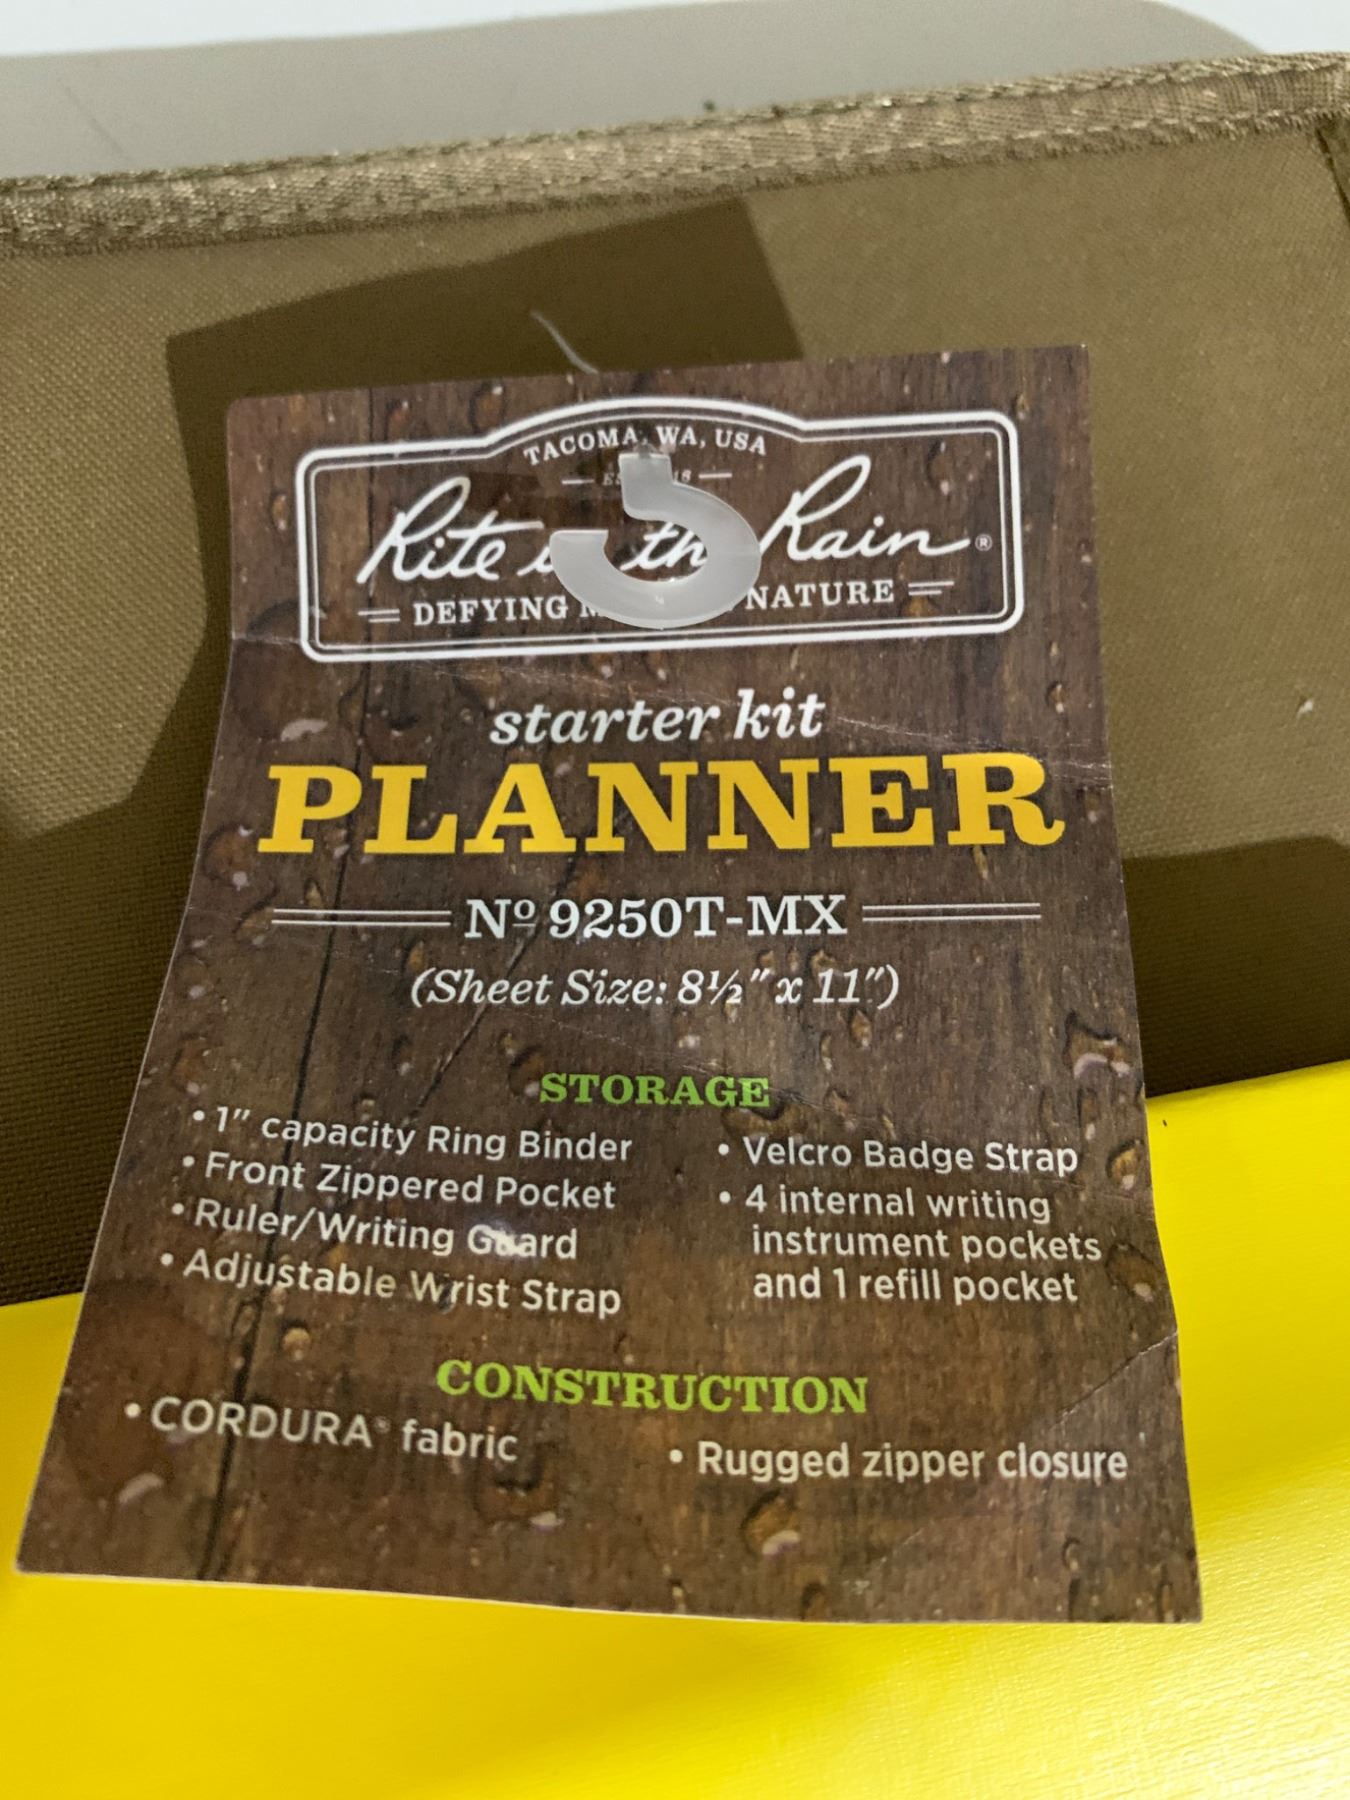 TACOMA, WA, USA
Rite in the Rain®
DEFYING NATURE
starter kit
PLANNER
Nº 9250T-MX
(Sheet Size: 8½" x 11")
STORAGE
• 1" capacity Ring Binder
• Front Zippered Pocket
• Ruler/Writing Guard
• Adjustable Wrist Strap
• Velcro Badge Strap
• 4 internal writing
instrument pockets
and 1 refill pocket
CONSTRUCTION
• CORDURA® fabric
• Rugged zipper closure